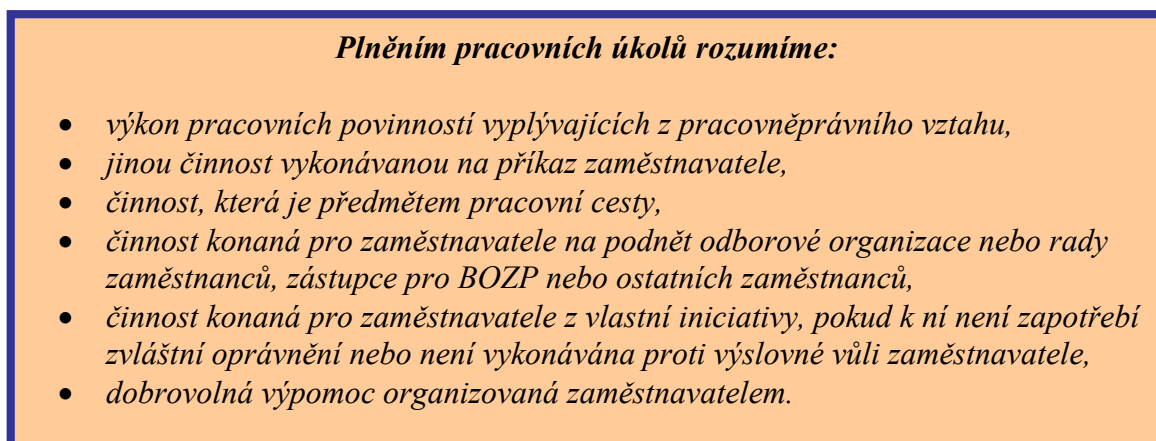 Plněním pracovních úkolů rozumíme:
• výkon pracovních povinností vyplývajících z pracovněprávního vztahu,
• jinou činnost vykonávanou na příkaz zaměstnavatele,
• činnost, která je předmětem pracovní cesty,
• činnost konaná pro zaměstnavatele na podnět odborové organizace nebo rady
zaměstnanců, zástupce pro BOZP nebo ostatních zaměstnanců,
• činnost konaná pro zaměstnavatele z vlastní iniciativy, pokud k ní není zapotřebí
zvláštní oprávnění nebo není vykonávána proti výslovné vůli zaměstnavatele,
• dobrovolná výpomoc organizovaná zaměstnavatelem.